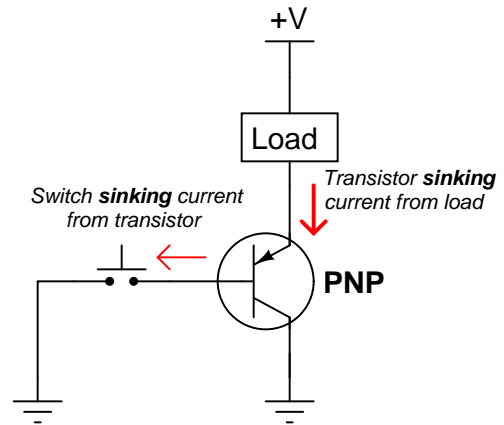 +V
Load
Switch sinking current
from transistor
Transistor sinking
current from load
PNP